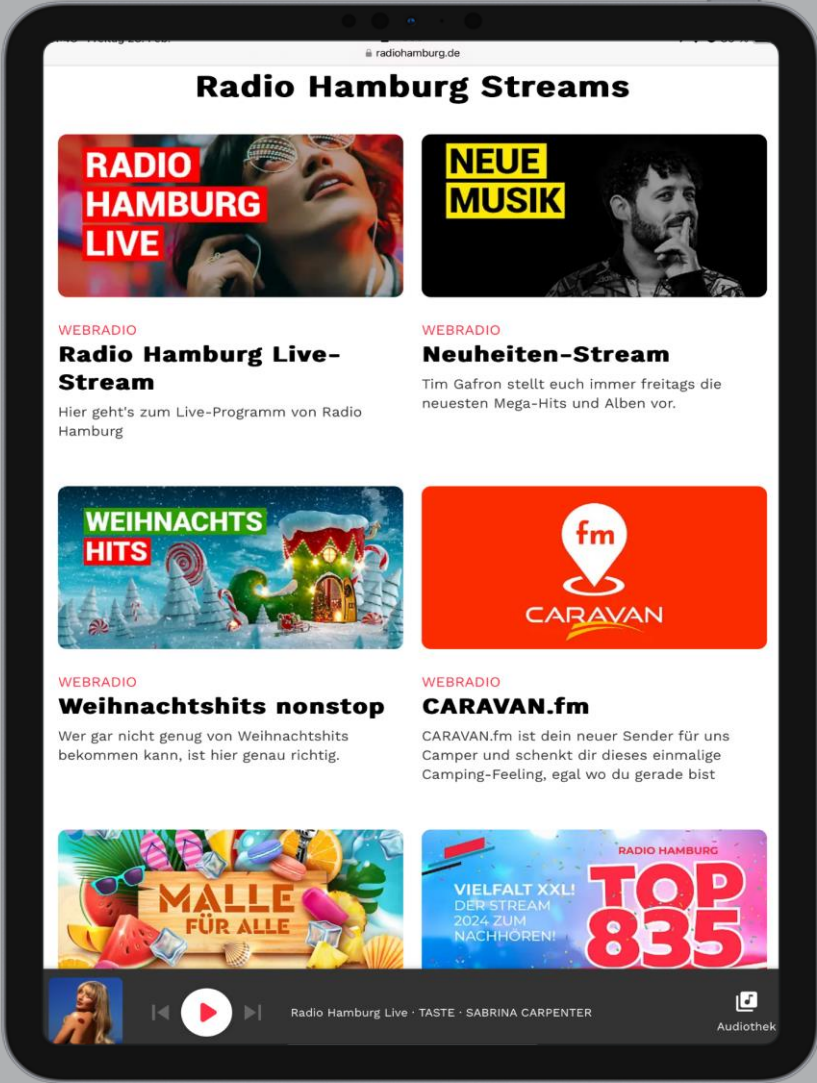 radiohamburg.de
Radio Hamburg Streams
RADIO
HAMBURG
LIVE
NEUE
MUSIK
WEBRADIO
Radio Hamburg Live-
Stream
Hier geht's zum Live-Programm von Radio
Hamburg
WEBRADIO
Neuheiten-Stream
Tim Gafron stellt euch immer freitags die
neuesten Mega-Hits und Alben vor.
WEIHNACHTS
HITS
fm
CARAVAN
WEBRADIO
Weihnachtshits nonstop
Wer gar nicht genug von Weihnachtshits
bekommen kann, ist hier genau richtig.
WEBRADIO
CARAVAN.fm
CARAVAN.fm ist dein neuer Sender für uns
Camper und schenkt dir dieses einmalige
Camping-Feeling, egal wo du gerade bist
MALLE
FÜR ALLE
RADIO HAMBURG
TOP
835
VIELFALT XXL!
DER STREAM
2024 ZUM
NACHHÖREN!
Radio Hamburg Live · TASTE · SABRINA CARPENTER
Audiothek